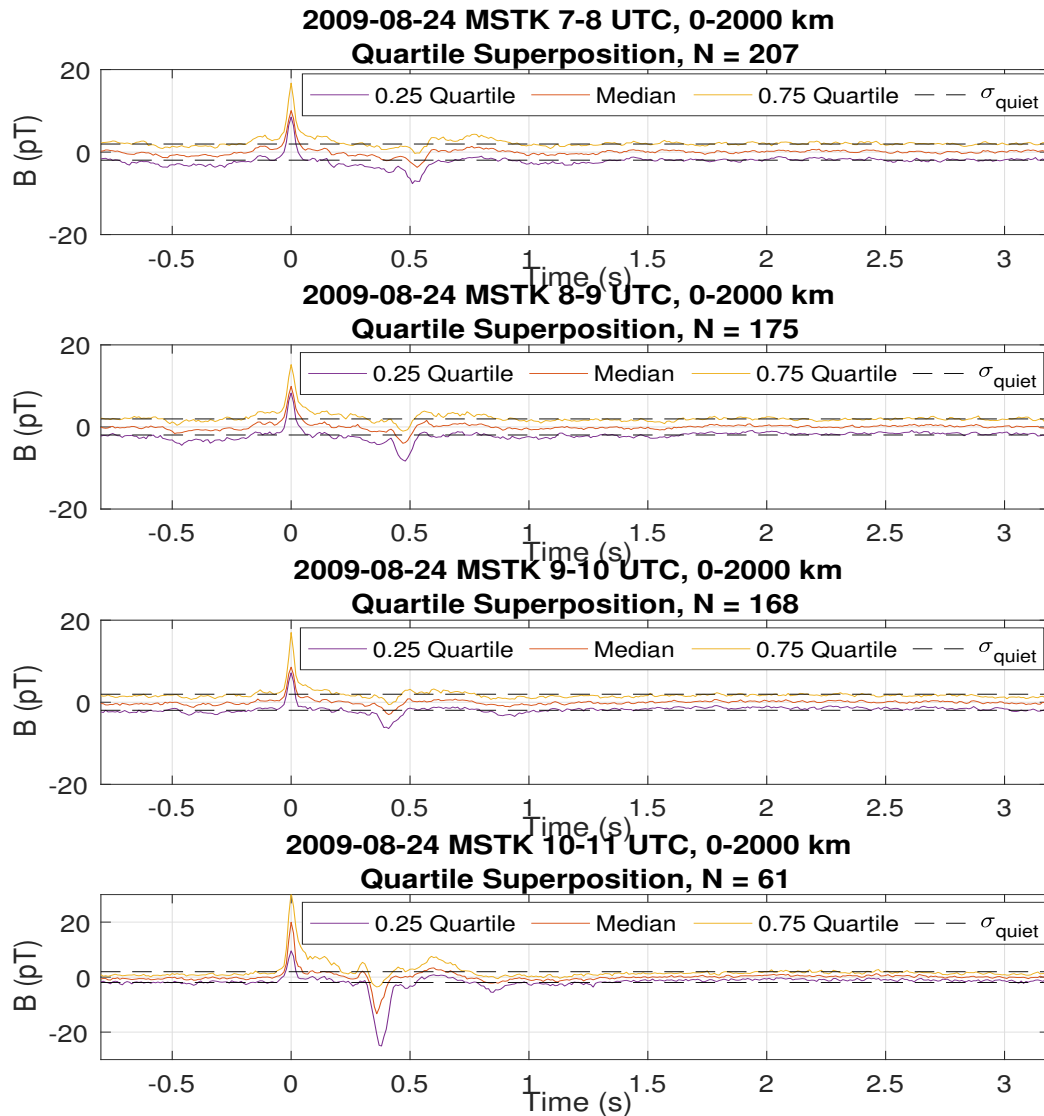 2009-08-24 MSTK 7-8 UTC, 0-2000 km
Quartile Superposition, N = 207
20
0
-20
B (pT)
0.25 Quartile Median 0.75 Quartile σquiet
-0.5 0 0.5 1 1.5 2 2.5 3
Time (s)
2009-08-24 MSTK 8-9 UTC, 0-2000 km
Quartile Superposition, N = 175
20
0
-20
B (pT)
0.25 Quartile Median 0.75 Quartile σquiet
-0.5 0 0.5 1 1.5 2 2.5 3
Time (s)
2009-08-24 MSTK 9-10 UTC, 0-2000 km
Quartile Superposition, N = 168
20
0
-20
B (pT)
0.25 Quartile Median 0.75 Quartile σquiet
-0.5 0 0.5 1 1.5 2 2.5 3
Time (s)
2009-08-24 MSTK 10-11 UTC, 0-2000 km
Quartile Superposition, N = 61
20
0
-20
B (pT)
0.25 Quartile Median 0.75 Quartile σquiet
-0.5 0 0.5 1 1.5 2 2.5 3
Time (s)